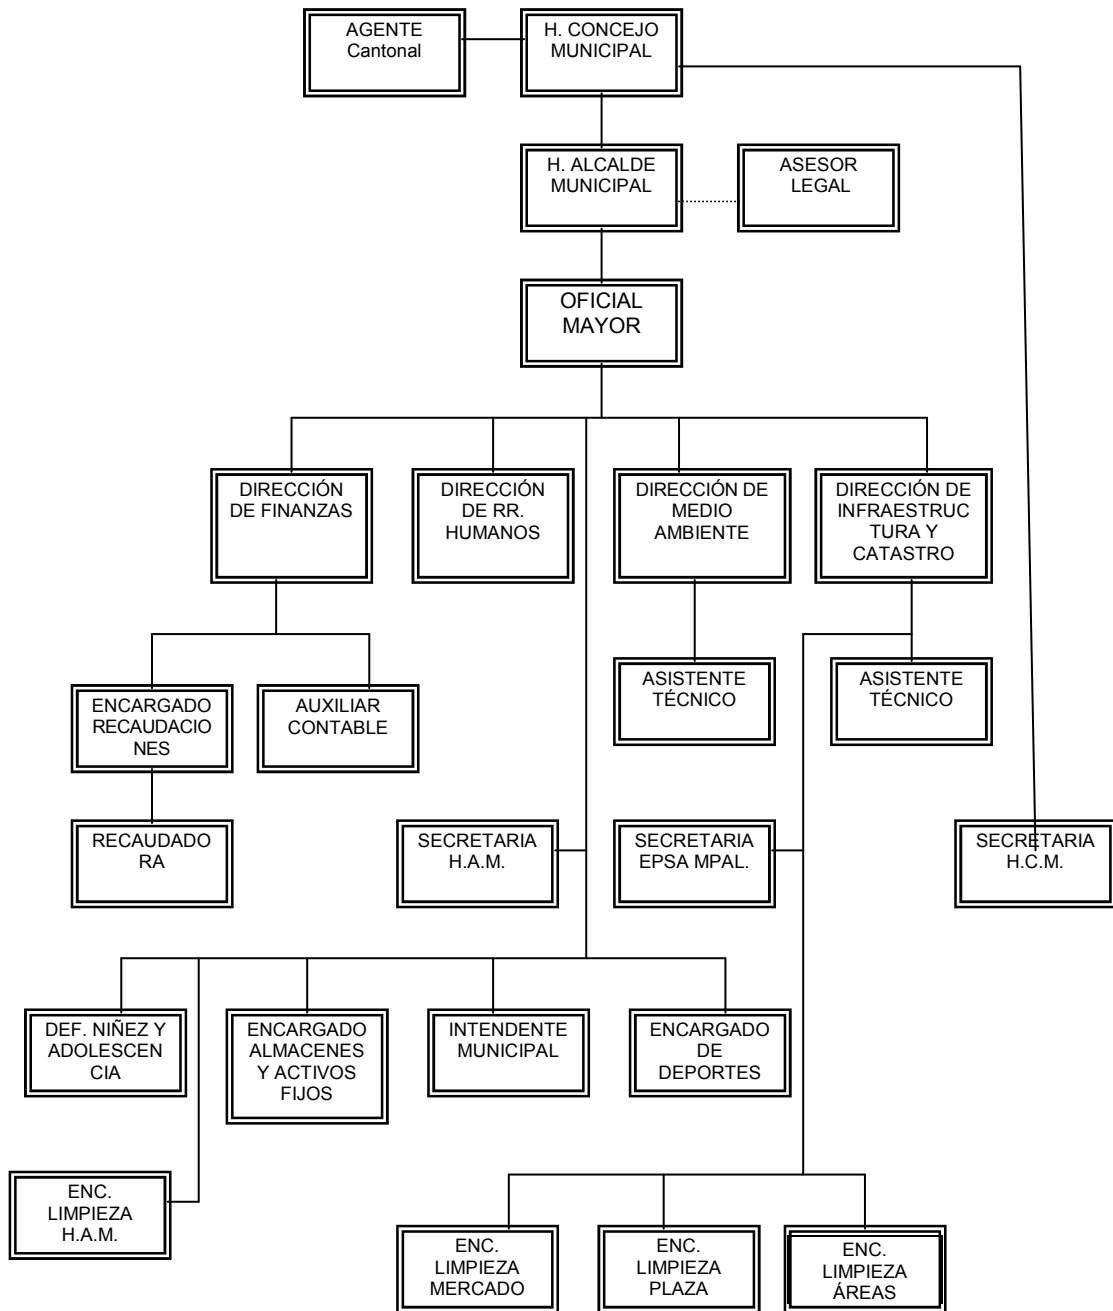 AGENTE
Cantonal
H. CONCEJO
MUNICIPAL
H. ALCALDE
MUNICIPAL
ASESOR
LEGAL
OFICIAL
MAYOR
DIRECCIÓN
DE FINANZAS
DIRECCIÓN
DE RR.
HUMANOS
DIRECCIÓN DE
MEDIO
AMBIENTE
DIRECCIÓN DE
INFRAESTRUC
TURA Y
CATASTRO
ENCARGADO
RECAUDACIO
NES
AUXILIAR
CONTABLE
ASISTENTE
TÉCNICO
ASISTENTE
TÉCNICO
RECAUDADO
RA
SECRETARIA
H.A.M.
SECRETARIA
EPSA MPAL.
SECRETARIA
H.C.M.
DEF. NIÑEZ Y
ADOLESCEN
CIA
ENCARGADO
ALMACENES
Y ACTIVOS
FIJOS
INTENDENTE
MUNICIPAL
ENCARGADO
DE
DEPORTES
ENC.
LIMPIEZA
H.A.M.
ENC.
LIMPIEZA
MERCADO
ENC.
LIMPIEZA
PLAZA
ENC.
LIMPIEZA
ÁREAS